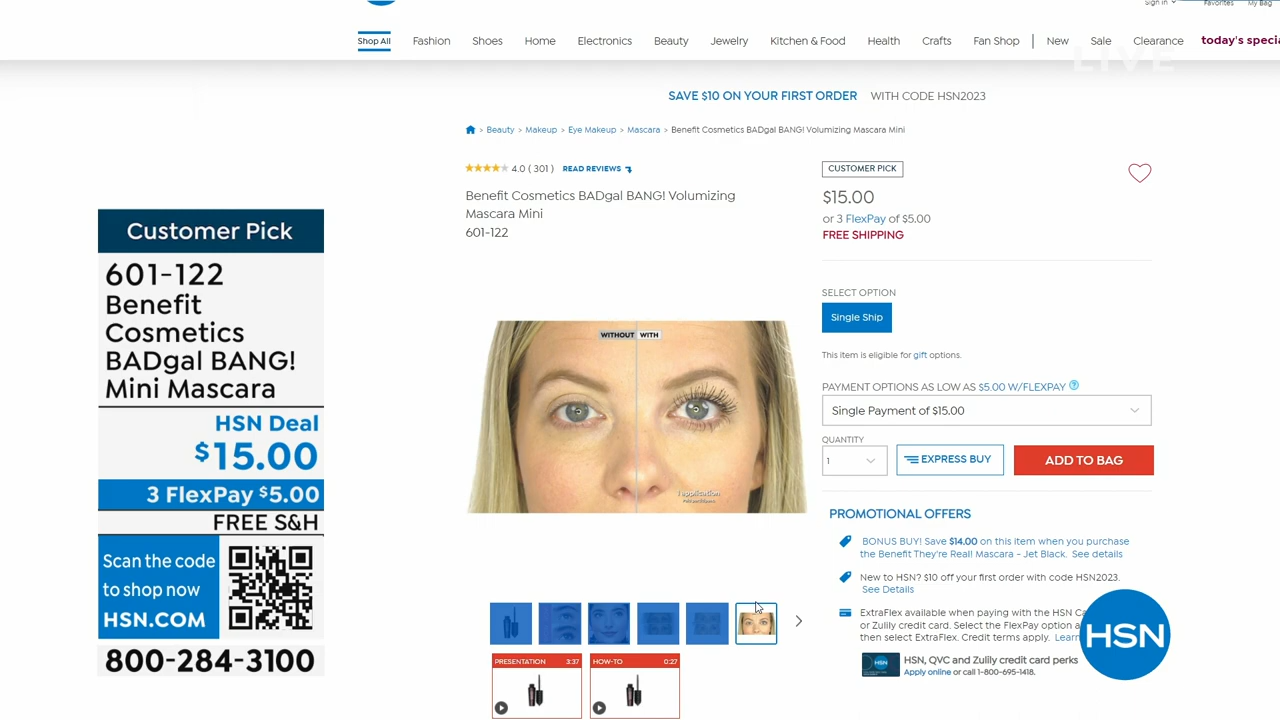 Sign in
Favorites
My Bag
Shop All
Fashion
Shoes
Home
Electronics
Beauty
Jewelry
Kitchen & Food
Health
Crafts
Fan Shop
New
Sale
Clearance
today's specia
LIVE
SAVE $10 ON YOUR FIRST ORDER WITH CODE HSN2023
Beauty > Makeup > Eye Makeup > Mascara > Benefit Cosmetics BADgal BANG! Volumizing Mascara Mini
4.0 ( 301 ) READ REVIEWS
Benefit Cosmetics BADgal BANG! Volumizing
Mascara Mini
601-122
CUSTOMER PICK
$15.00
or 3 FlexPay of $5.00
FREE SHIPPING
SELECT OPTION
Single Ship
This item is eligible for gift options.
PAYMENT OPTIONS AS LOW AS $5.00 W/FLEXPAY ?
Single Payment of $15.00
QUANTITY
1
EXPRESS BUY
ADD TO BAG
PROMOTIONAL OFFERS
BONUS BUY! Save $14.00 on this item when you purchase
the Benefit They're Real! Mascara - Jet Black. See details
New to HSN? $10 off your first order with code HSN2023.
See Details
ExtraFlex available when paying with the HSN Ca
or Zulily credit card. Select the FlexPay option a
then select ExtraFlex. Credit terms apply. Learn
HSN, QVC and Zulily credit card perks
Apply online or call 1-800-695-1418.
HSN
WITHOUT WITH
1 application
PRESENTATION 3:37
HOW-TO 0:27
Customer Pick
601-122
Benefit
Cosmetics
BADgal BANG!
Mini Mascara
HSN Deal
$15.00
3 FlexPay $5.00
FREE S&H
Scan the code
to shop now
HSN.COM
800-284-3100
HSN